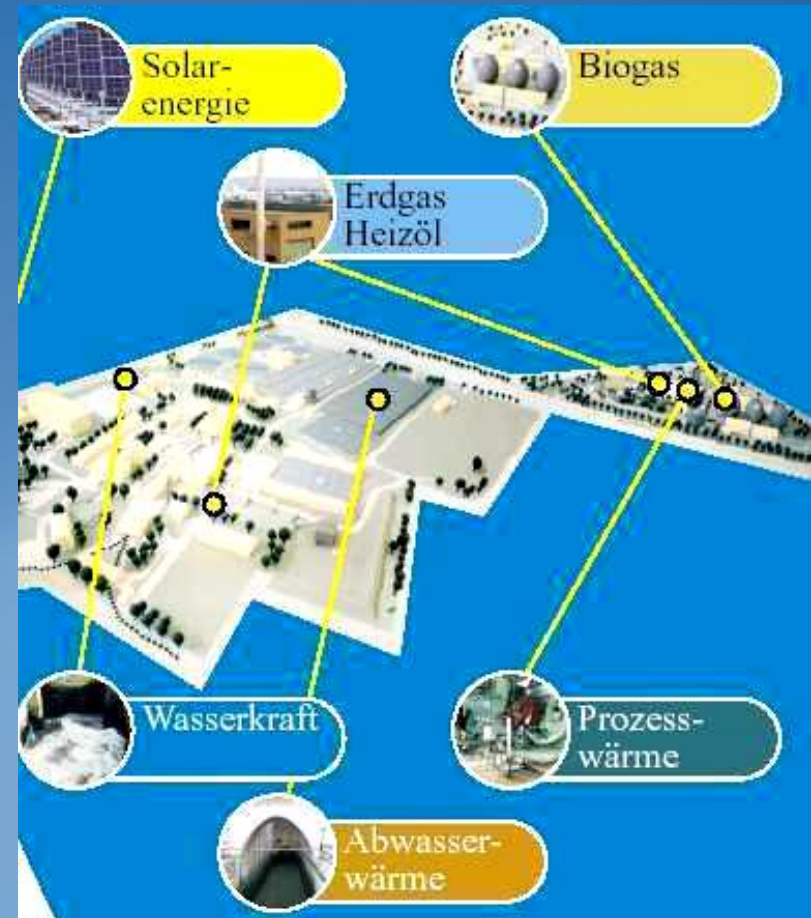 Solar-
energie
Biogas
Erdgas
Heizöl
Wasserkraft
Prozess-
wärme
Abwasser-
wärme